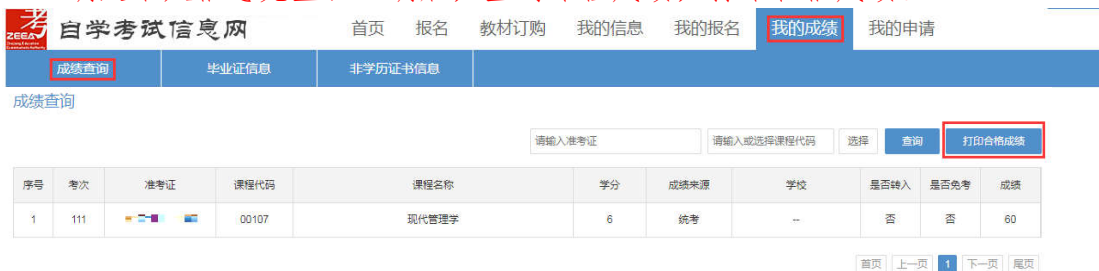 考
ZEEA
自学考试信息网 首页 报名 教材订购 我的信息 我的报名 我的成绩 我的申请
成绩查询 毕业证信息 非学历证书信息
成绩查询
请输入准考证 请输入或选择课程代码 选择 查询 打印合格成绩
序号 考次 准考证 课程代码 课程名称 学分 成绩来源 学校 是否转入 是否免考 成绩
1 111 00107 现代管理学 6 统考 -- 否 否 60
首页 上一页 1 下一页 尾页